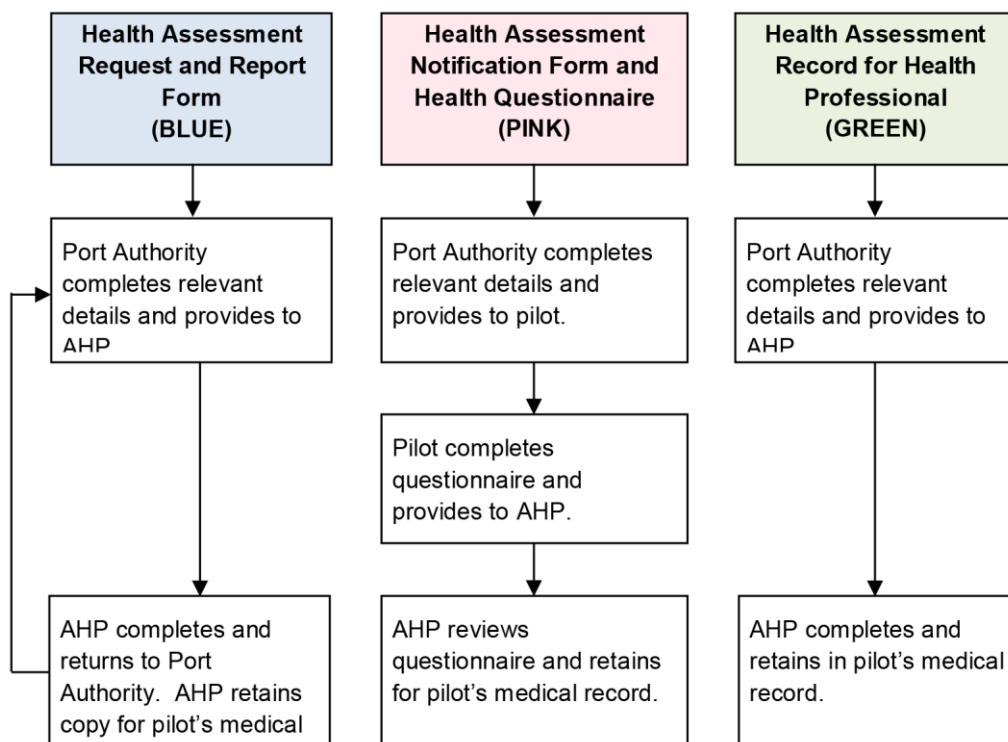 Health Assessment
Request and Report
Form
(BLUE)
Health Assessment
Notification Form and
Health Questionnaire
(PINK)
Health Assessment
Record for Health
Professional
(GREEN)
Port Authority
completes relevant
details and provides to
AHP
Port Authority completes
relevant details and
provides to pilot.
Port Authority
completes relevant
details and provides to
AHP
Pilot completes
questionnaire and
provides to AHP.
AHP completes and
returns to Port
Authority.  AHP retains
copy for pilot’s medical
AHP reviews
questionnaire and retains
for pilot’s medical record.
AHP completes and
retains in pilot’s medical
record.